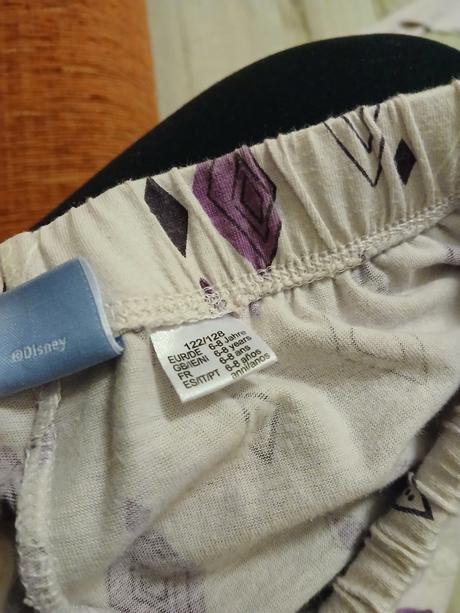 ©Disney
122/128
EUR/DE 6-8 Jahre
GB/IE/NI 6-8 years
FR 6-8 ans
ES/IT/PT 6-8 años
anni/anos